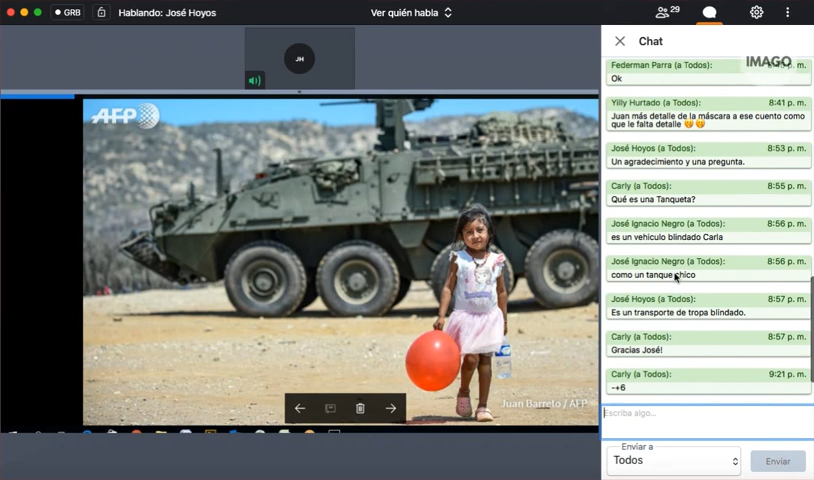 GRB
Hablando: José Hoyos
Ver quién habla
29
JH
AFP
Juan Barreto / AFP
Chat
IMAGO
Federman Parra (a Todos):
Ok
Yilly Hurtado (a Todos): 8:41 p. m.
Juan más detalle de la máscara a ese cuento como
que le falta detalle 🤭 🤭
José Hoyos (a Todos): 8:53 p. m.
Un agradecimiento y una pregunta.
Carly (a Todos): 8:55 p. m.
Qué es una Tanqueta?
José Ignacio Negro (a Todos): 8:56 p. m.
es un vehículo blindado Carla
José Ignacio Negro (a Todos): 8:56 p. m.
como un tanque chico
José Hoyos (a Todos): 8:57 p. m.
Es un transporte de tropa blindado.
Carly (a Todos): 8:57 p. m.
Gracias José!
Carly (a Todos): 9:21 p. m.
-+6
Escriba algo...
Enviar a
Todos
Enviar